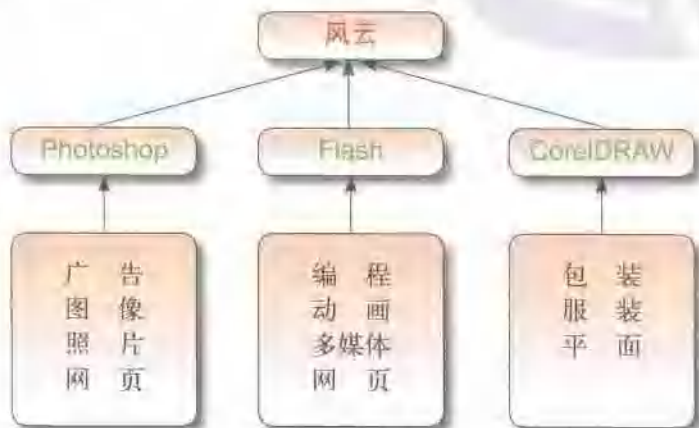 风云
Photoshop
Flash
CorelDRAW
广 告
图 像
照 片
网 页
编 程
动 画
多媒体
网 页
包 装
服 装
平 面